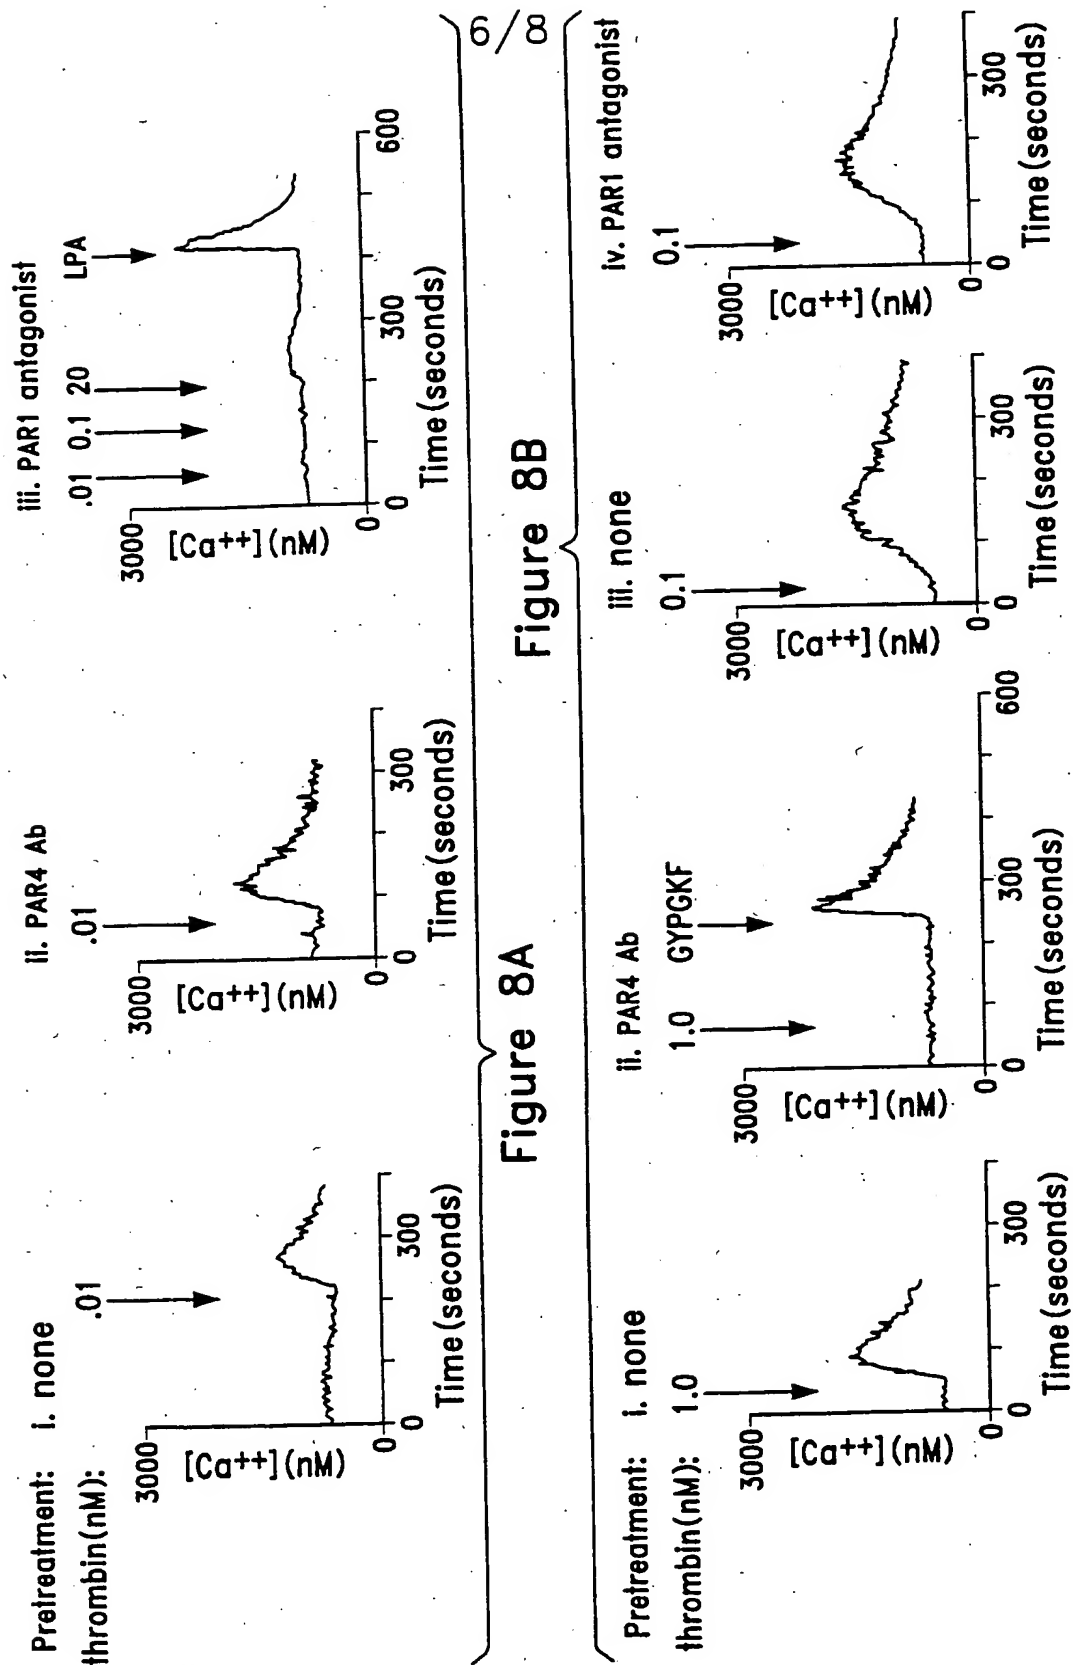 6/8
Pretreatment: i. none
thrombin(nM): .01
3000
[Ca++](nM)
0
0 300
Time(seconds)
ii. PAR4 Ab
.01
3000
[Ca++](nM)
0
0 300
Time(seconds)
iii. PAR1 antagonist
.01 0.1 20 LPA
3000
[Ca++](nM)
0
0 300 600
Time(seconds)
Figure 8A
Figure 8B
Pretreatment: i. none
thrombin(nM): 1.0
3000
[Ca++](nM)
0
0 300
Time(seconds)
ii. PAR4 Ab
1.0 GYPGKF
3000
[Ca++](nM)
0
0 300 600
Time(seconds)
iii. none
0.1
3000
[Ca++](nM)
0
0 300
Time(seconds)
iv. PAR1 antagonist
0.1
3000
[Ca++](nM)
0
0 300
Time(seconds)